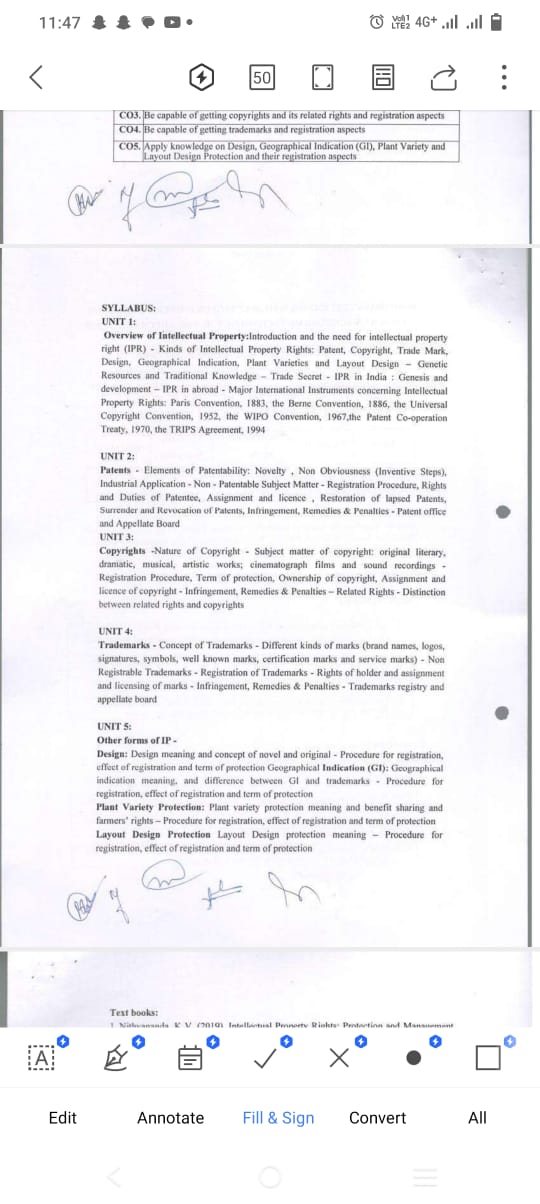 11:47
VoI) LTE2 4G+
50
CO3. Be capable of getting copyrights and its related rights and registration aspects
CO4. Be capable of getting trademarks and registration aspects
CO5. Apply knowledge on Design, Geographical Indication (GI), Plant Variety and
Layout Design Protection and their registration aspects
SYLLABUS:
UNIT 1:
Overview of Intellectual Property:Introduction and the need for intellectual property
right (IPR) - Kinds of Intellectual Property Rights: Patent, Copyright, Trade Mark,
Design, Geographical Indication, Plant Varieties and Layout Design – Genetic
Resources and Traditional Knowledge – Trade Secret - IPR in India : Genesis and
development – IPR in abroad - Major International Instruments concerning Intellectual
Property Rights: Paris Convention, 1883, the Berne Convention, 1886, the Universal
Copyright Convention, 1952, the WIPO Convention, 1967,the Patent Co-operation
Treaty, 1970, the TRIPS Agreement, 1994
UNIT 2:
Patents - Elements of Patentability: Novelty , Non Obviousness (Inventive Steps),
Industrial Application - Non - Patentable Subject Matter - Registration Procedure, Rights
and Duties of Patentee, Assignment and licence , Restoration of lapsed Patents,
Surrender and Revocation of Patents, Infringement, Remedies & Penalties - Patent office
and Appellate Board
UNIT 3:
Copyrights -Nature of Copyright - Subject matter of copyright: original literary,
dramatic, musical, artistic works; cinematograph films and sound recordings -
Registration Procedure, Term of protection, Ownership of copyright, Assignment and
licence of copyright - Infringement, Remedies & Penalties – Related Rights - Distinction
between related rights and copyrights
UNIT 4:
Trademarks - Concept of Trademarks - Different kinds of marks (brand names, logos,
signatures, symbols, well known marks, certification marks and service marks) - Non
Registrable Trademarks - Registration of Trademarks - Rights of holder and assignment
and licensing of marks - Infringement, Remedies & Penalties - Trademarks registry and
appellate board
UNIT 5:
Other forms of IP -
Design: Design meaning and concept of novel and original - Procedure for registration,
effect of registration and term of protection Geographical Indication (GI): Geographical
indication meaning, and difference between GI and trademarks - Procedure for
registration, effect of registration and term of protection
Plant Variety Protection: Plant variety protection meaning and benefit sharing and
farmers' rights – Procedure for registration, effect of registration and term of protection
Layout Design Protection Layout Design protection meaning – Procedure for
registration, effect of registration and term of protection
Text books:
1. Nithyananda, K V. (2019). Intellectual Property Rights: Protection and Management
A
Edit Annotate Fill & Sign Convert All